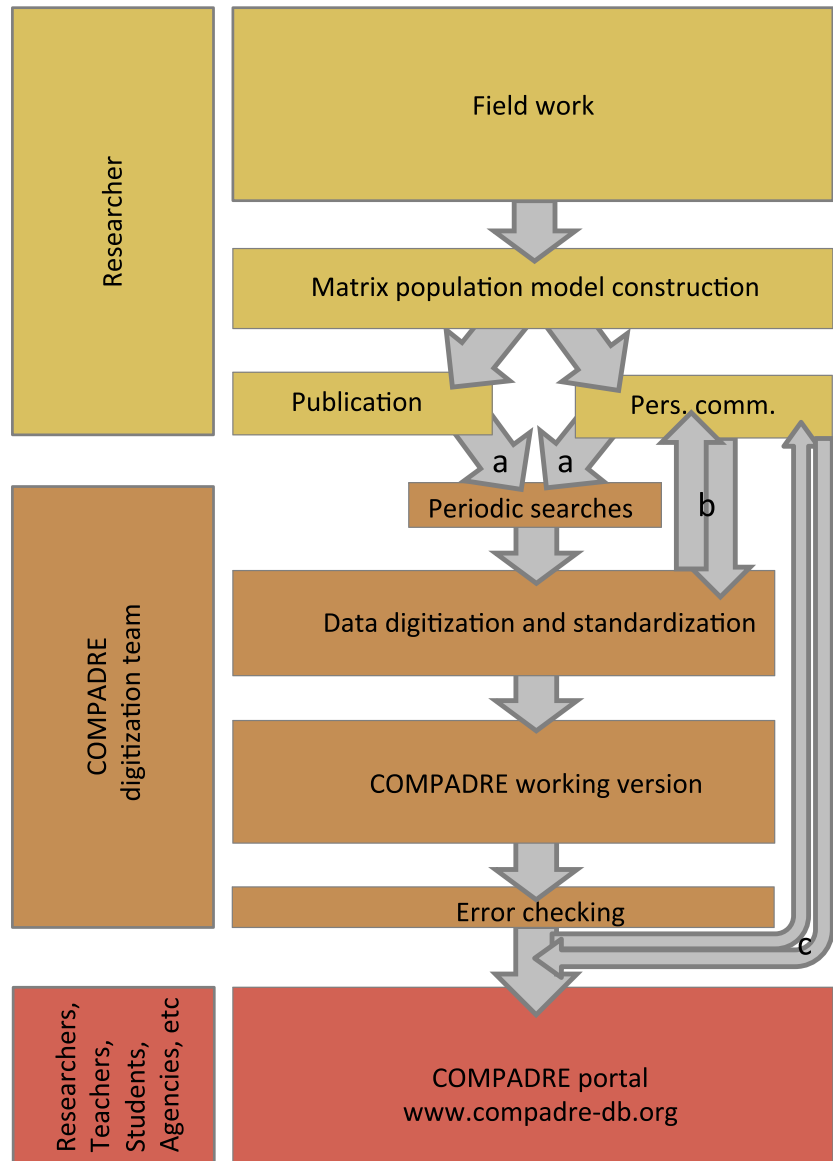 Researcher
Field work
Matrix population model construction
Publication
Pers. comm.
a
a
b
Periodic searches
COMPADRE
digitization team
Data digitization and standardization
COMPADRE working version
Error checking
c
Researchers,
Teachers,
Students,
Agencies, etc
COMPADRE portal
www.compadre-db.org